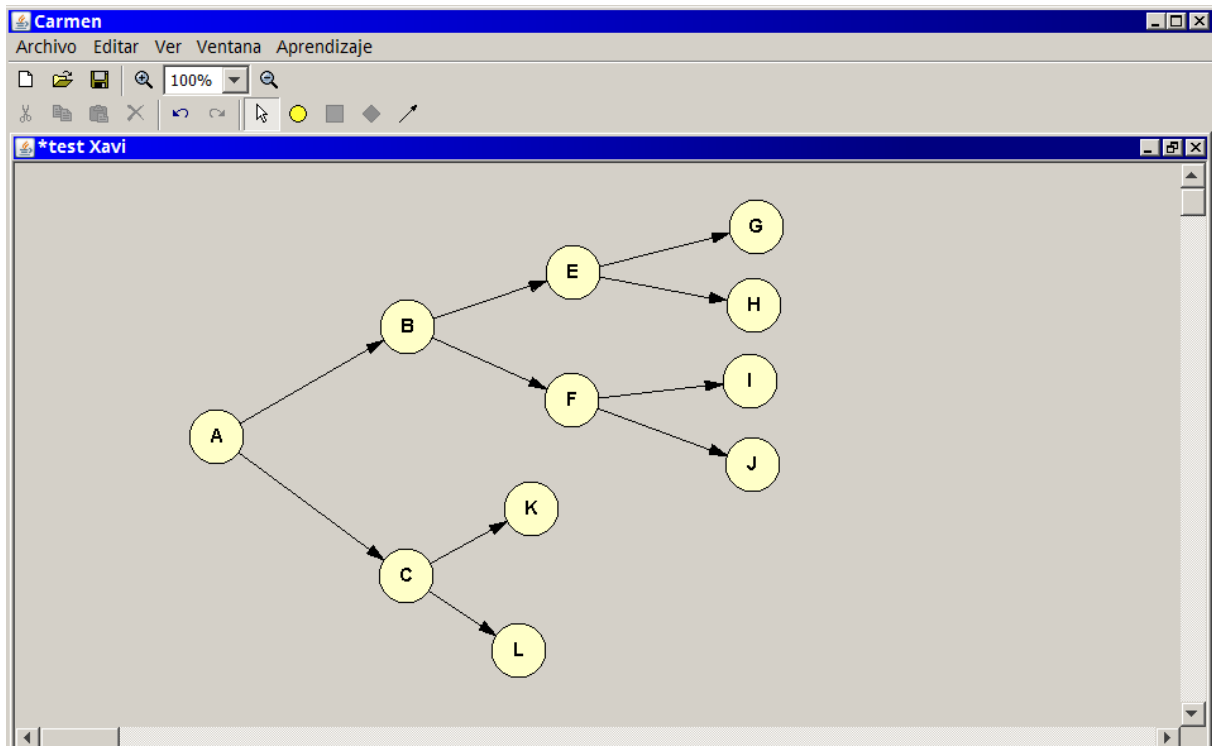 Carmen
Archivo Editar Ver Ventana Aprendizaje
100%
*test Xavi
G
E
H
B
I
F
A
J
K
C
L